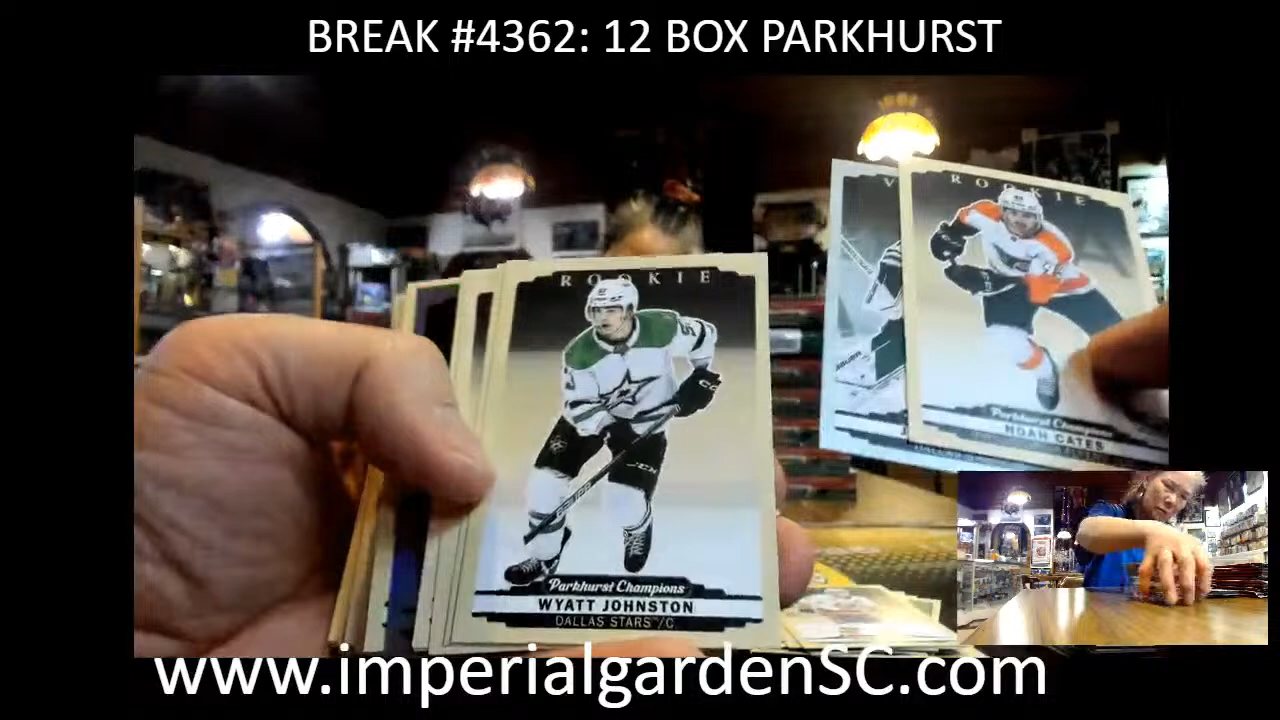 BREAK #4362: 12 BOX PARKHURST
ROOKIE
Parkhurst Champions
WYATT JOHNSTON
DALLAS STARS™/C
ROOKIE
Parkhurst Champions
NOAH CATES
www.imperialgardenSC.com